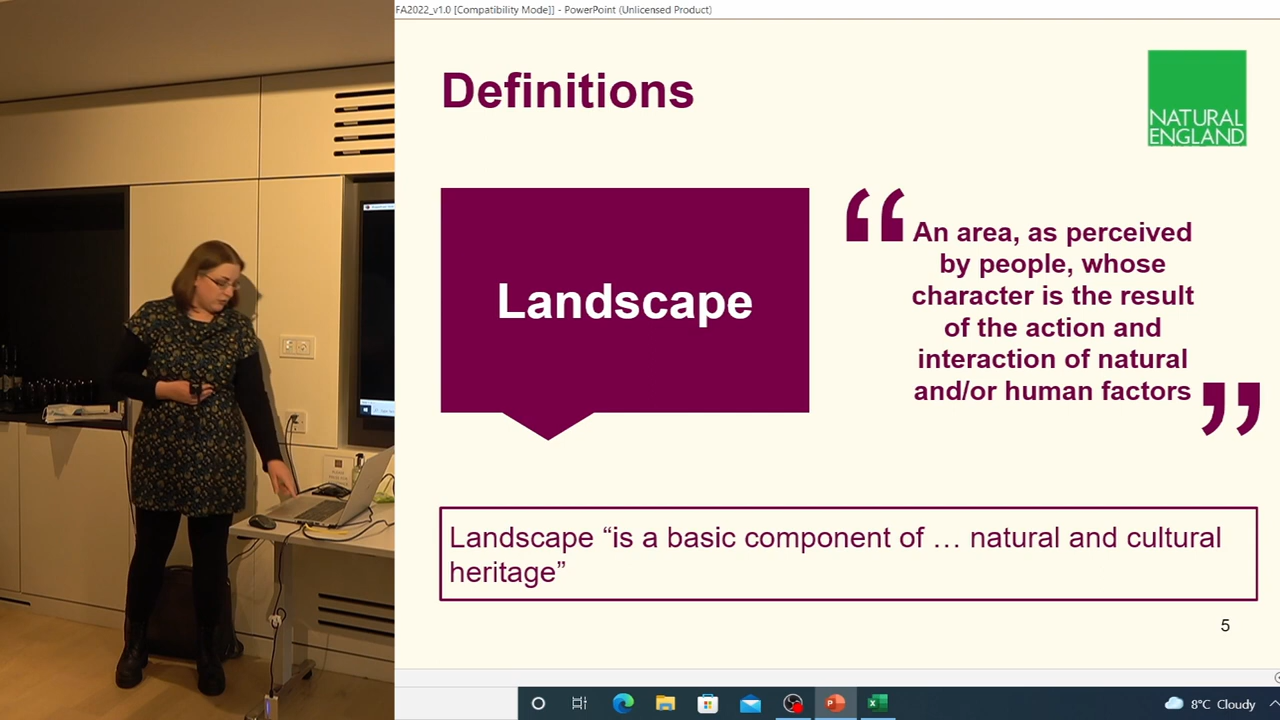 FA2022_v1.0 [Compatibility Mode]] - PowerPoint (Unlicensed Product)
Definitions
NATURAL
ENGLAND
Landscape
“An area, as perceived
by people, whose
character is the result
of the action and
interaction of natural
and/or human factors”
Landscape “is a basic component of … natural and cultural
heritage”
5
8°C Cloudy